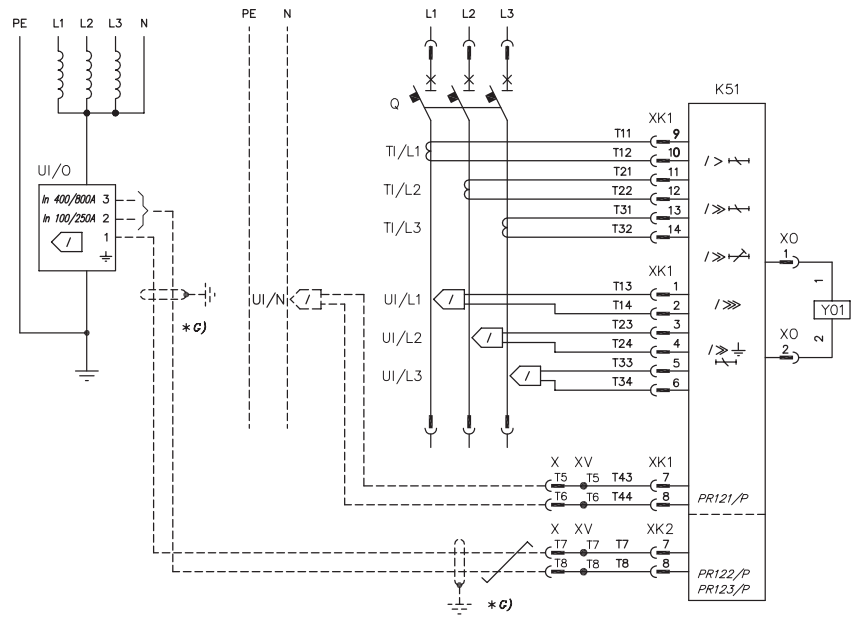 PE L1 L2 L3 N
PE N
L1 L2 L3
Q
K51
UI/O
In 400/800A 3
In 100/250A 2
1
/
*G)
XK1
TI/L1 T11 9
T12 10
TI/L2 T21 11
T22 12
TI/L3 T31 13
T32 14
/>
/≫
/≫
/⋙
/≫
XK1
UI/N /
UI/L1 / T13 1
T14 2
UI/L2 / T23 3
T24 4
UI/L3 / T33 5
T34 6
XO
1
1
Y01
2
XO
2
X XV XK1
T5 T5 T43 7
T6 T6 T44 8
PR121/P
X XV XK2
T7 T7 T7 7
T8 T8 T8 8
PR122/P
PR123/P
*G)